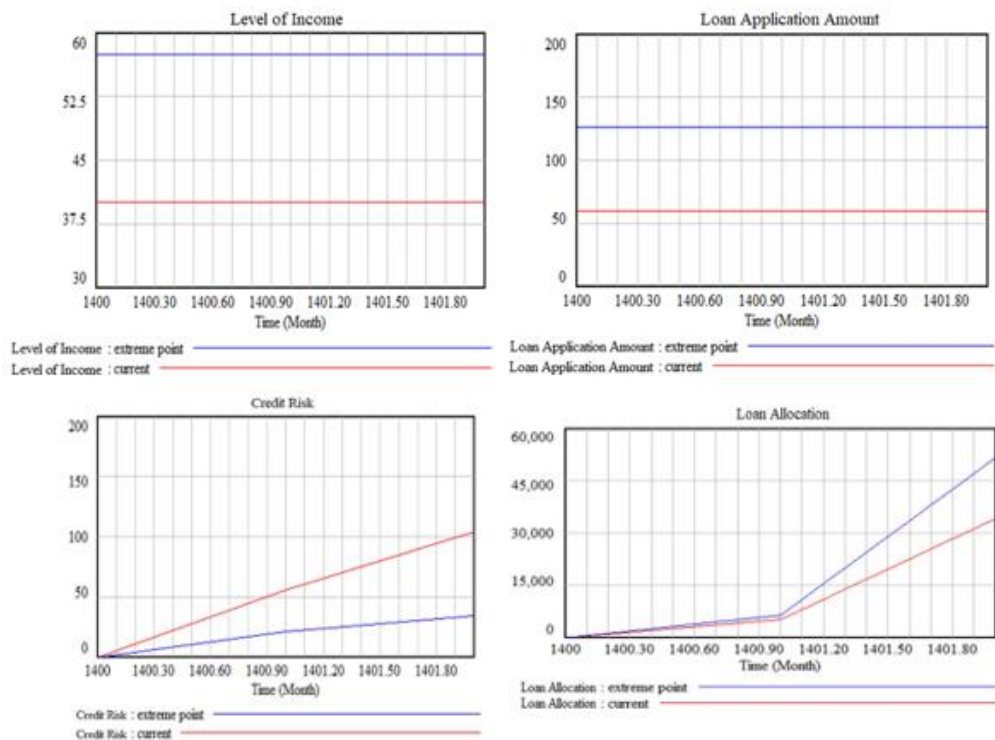 Level of Income
60
52.5
45
37.5
30
1400 1400.30 1400.60 1400.90 1401.20 1401.50 1401.80
Time (Month)
Level of Income : extreme point
Level of Income : current
Loan Application Amount
200
150
100
50
0
1400 1400.30 1400.60 1400.90 1401.20 1401.50 1401.80
Time (Month)
Loan Application Amount : extreme point
Loan Application Amount : current
Credit Risk
200
150
100
50
0
1400 1400.30 1400.60 1400.90 1401.20 1401.50 1401.80
Time (Month)
Credit Risk : extreme point
Credit Risk : current
Loan Allocation
60,000
45,000
30,000
15,000
0
1400 1400.30 1400.60 1400.90 1401.20 1401.50 1401.80
Time (Month)
Loan Allocation : extreme point
Loan Allocation : current